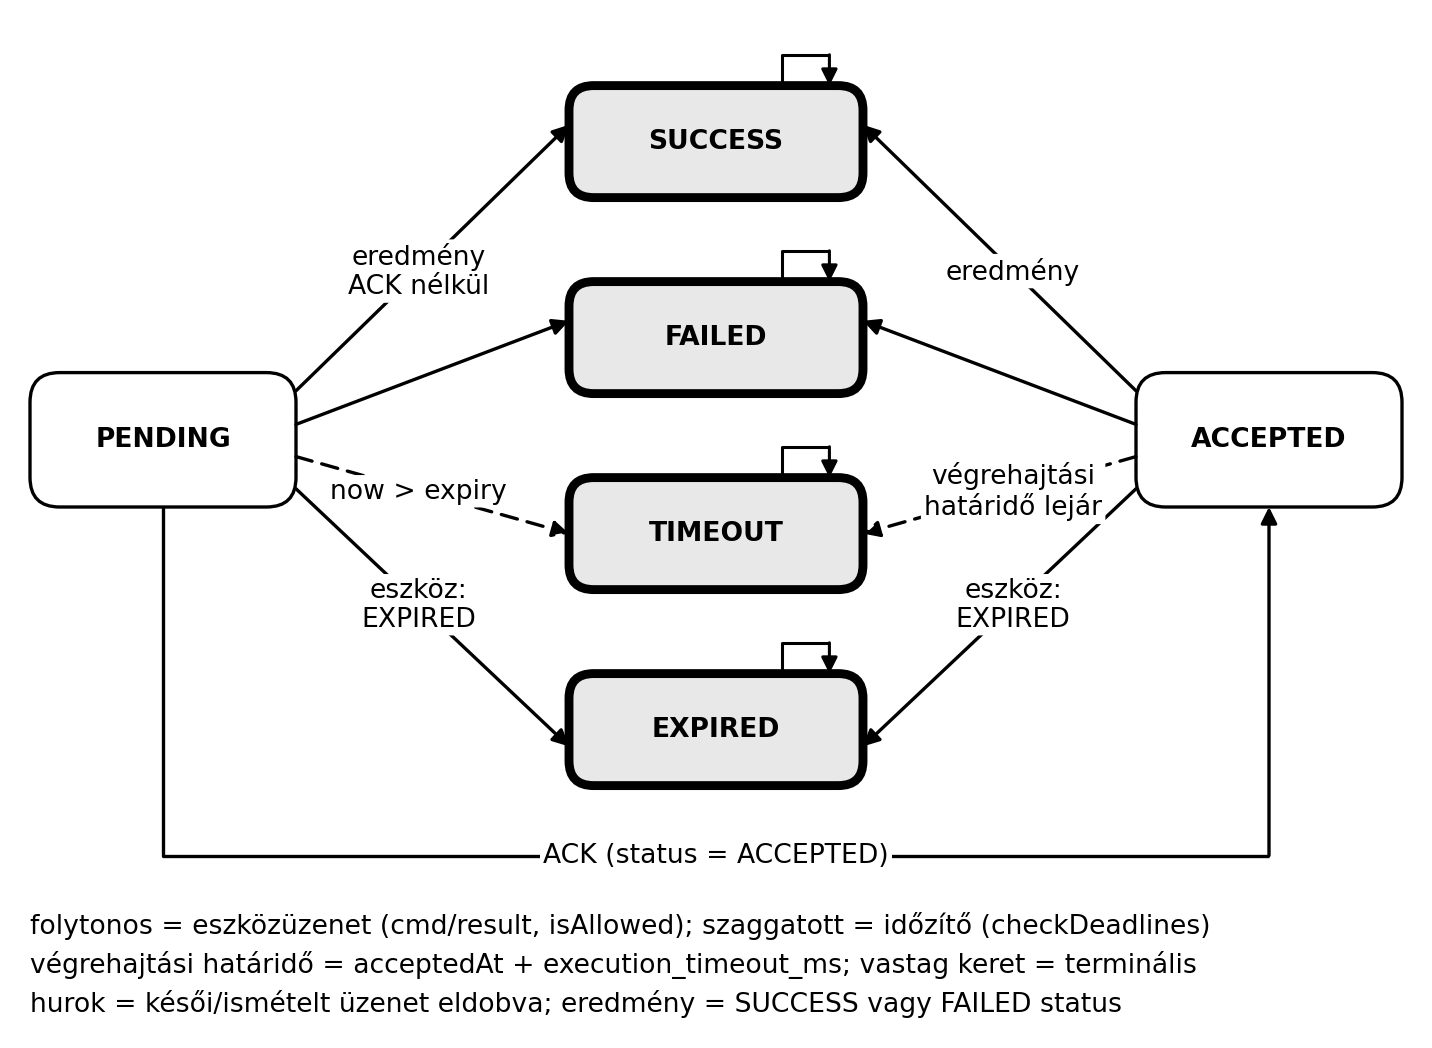 SUCCESS
eredmény
ACK nélkül
eredmény
FAILED
PENDING
ACCEPTED
now > expiry
végrehajtási
határidő lejár
TIMEOUT
eszköz:
EXPIRED
eszköz:
EXPIRED
EXPIRED
ACK (status = ACCEPTED)
folytonos = eszközüzenet (cmd/result, isAllowed); szaggatott = időzítő (checkDeadlines)
végrehajtási határidő = acceptedAt + execution_timeout_ms; vastag keret = terminális
hurok = késői/ismételt üzenet eldobva; eredmény = SUCCESS vagy FAILED status